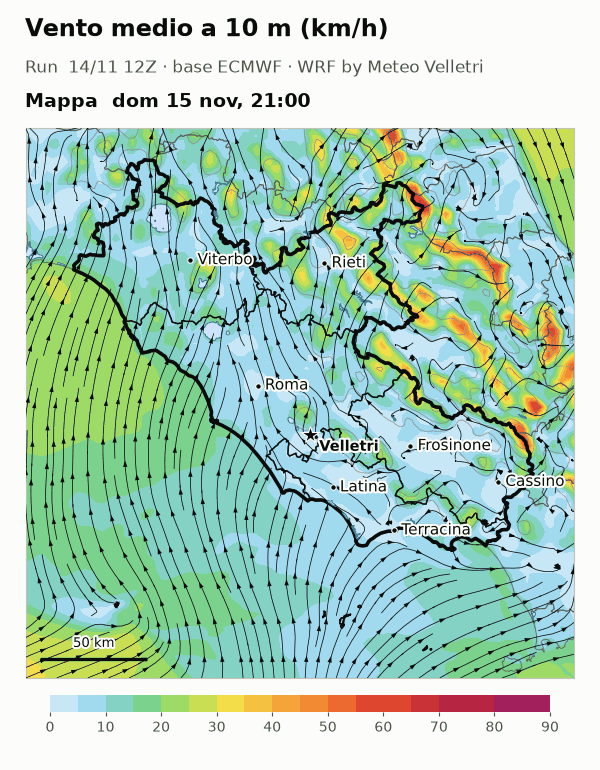 Vento medio a 10 m (km/h)
Run 14/11 12Z · base ECMWF · WRF by Meteo Velletri
Mappa dom 15 nov, 21:00
Viterbo
Rieti
Roma
Velletri
Frosinone
Cassino
Latina
Terracina
50 km
0 10 20 30 40 50 60 70 80 90